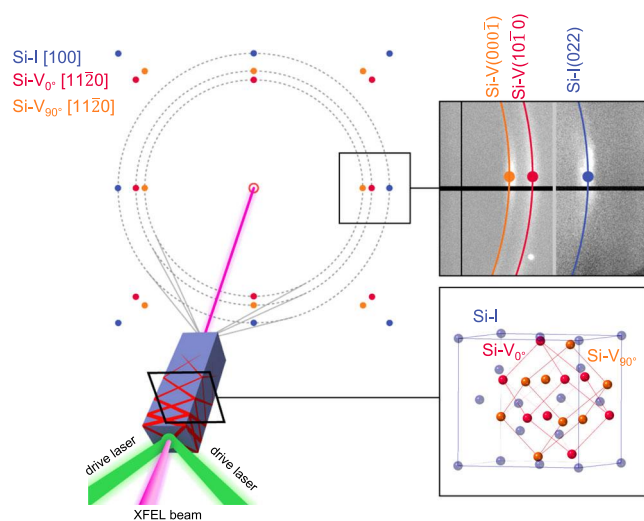 Si-I [100]
Si-V₀° [112̅0]
Si-V₉₀° [112̅0]
Si-V(0001̅)
Si-V(101̅0)
Si-I(022)
Si-I
Si-V₀°
Si-V₉₀°
drive laser
drive laser
XFEL beam